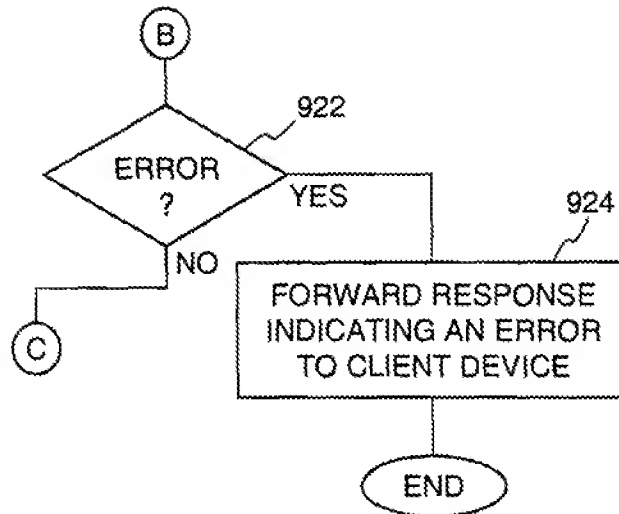 B
922
ERROR
?
YES
NO
C
924
FORWARD RESPONSE
INDICATING AN ERROR
TO CLIENT DEVICE
END